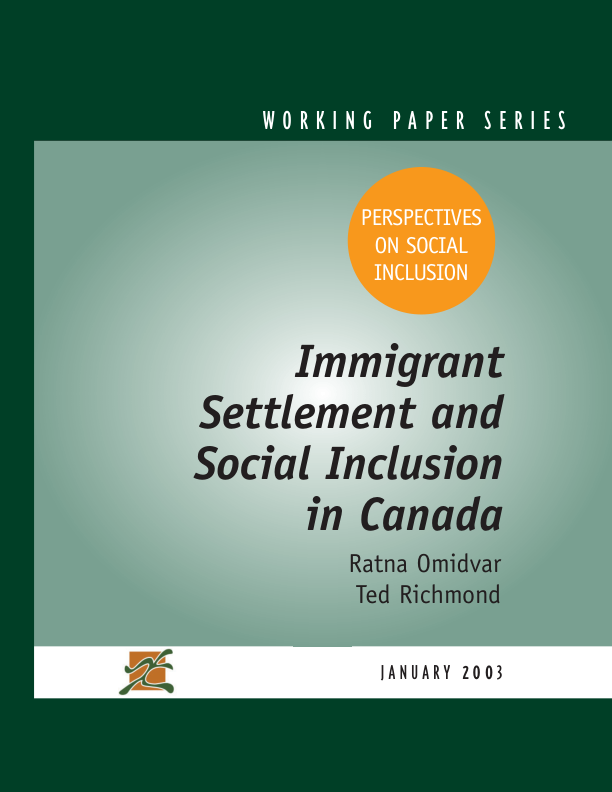 WORKING PAPER SERIES
PERSPECTIVES
ON SOCIAL
INCLUSION
Immigrant
Settlement and
Social Inclusion
in Canada
Ratna Omidvar
Ted Richmond
JANUARY 2003